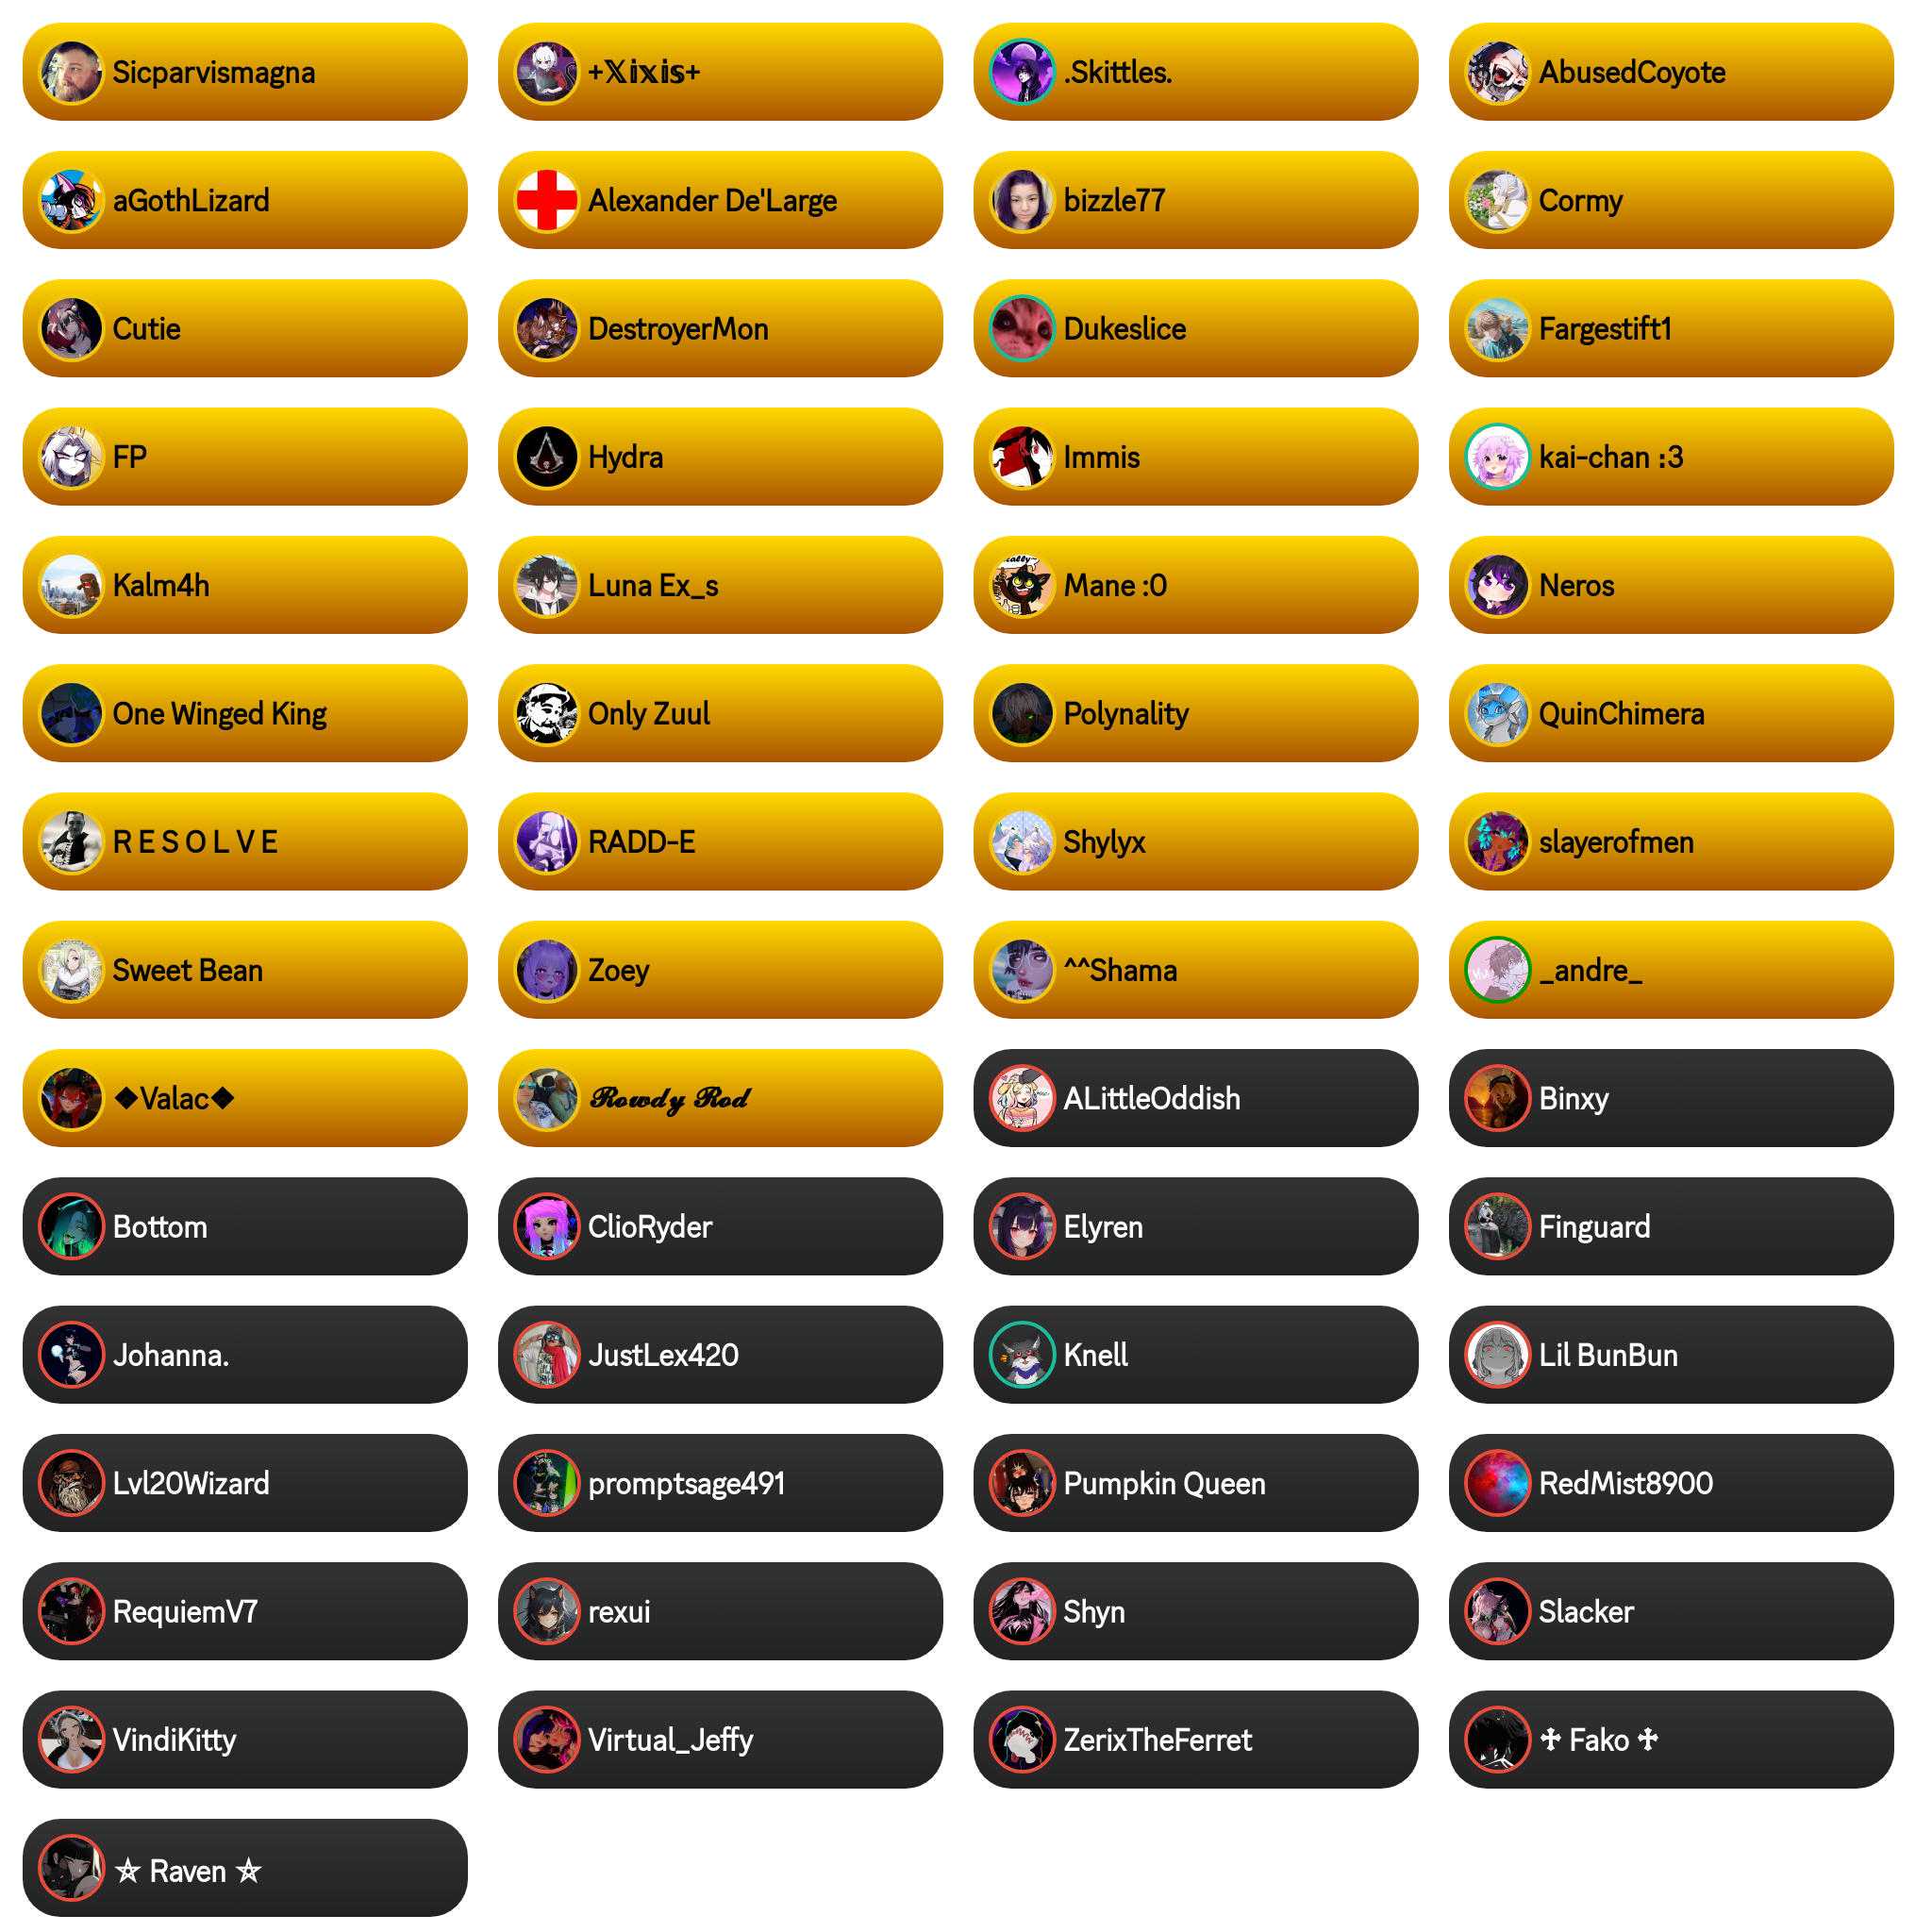 Sicparvismagna
+𝕏𝕚𝕩𝕚𝕤+
.Skittles.
AbusedCoyote
aGothLizard
Alexander De'Large
bizzle77
Cormy
Cutie
DestroyerMon
Dukeslice
Fargestift1
FP
Hydra
Immis
kai-chan :3
Kalm4h
Luna Ex_s
Mane :0
Neros
One Winged King
Only Zuul
Polynality
QuinChimera
R E S O L V E
RADD-E
Shylyx
slayerofmen
Sweet Bean
Zoey
^^Shama
_andre_
❖Valac❖
𝓡𝓸𝔀𝓭𝔂 𝓡𝓸𝓭
ALittleOddish
Binxy
Bottom
ClioRyder
Elyren
Finguard
Johanna.
JustLex420
Knell
Lil BunBun
Lvl20Wizard
promptsage491
Pumpkin Queen
RedMist8900
RequiemV7
rexui
Shyn
Slacker
VindiKitty
Virtual_Jeffy
ZerixTheFerret
✢ Fako ✢
⛤ Raven ⛤